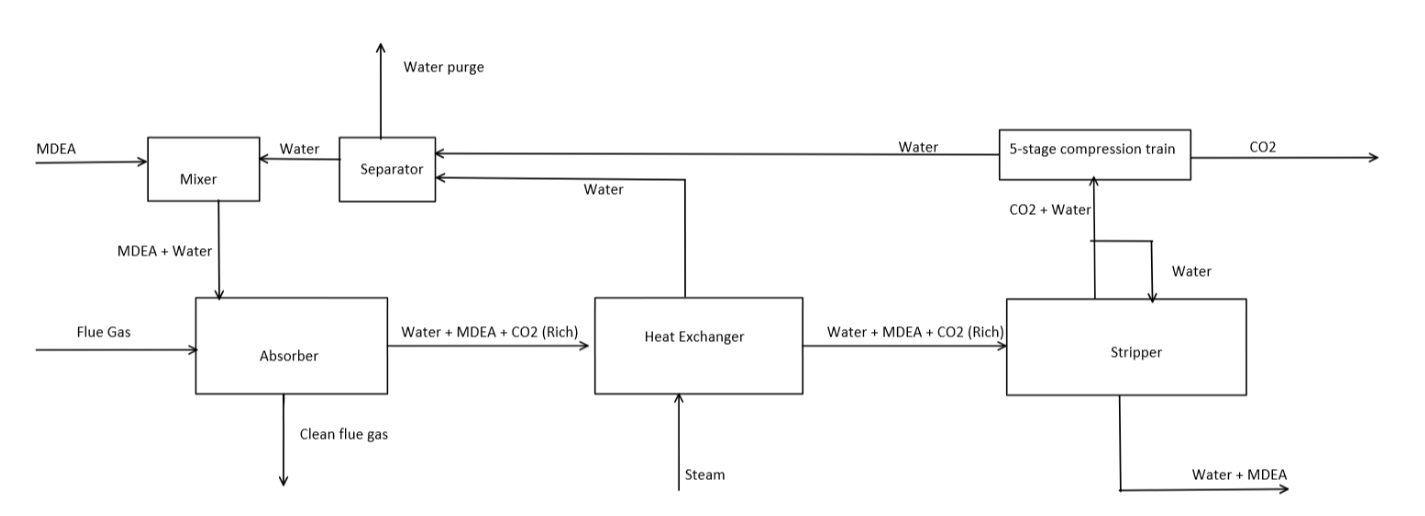 Water purge
MDEA
Mixer
Water
Separator
Water
5-stage compression train
CO2
Water
CO2 + Water
MDEA + Water
Water
Flue Gas
Absorber
Water + MDEA + CO2 (Rich)
Heat Exchanger
Water + MDEA + CO2 (Rich)
Stripper
Clean flue gas
Steam
Water + MDEA